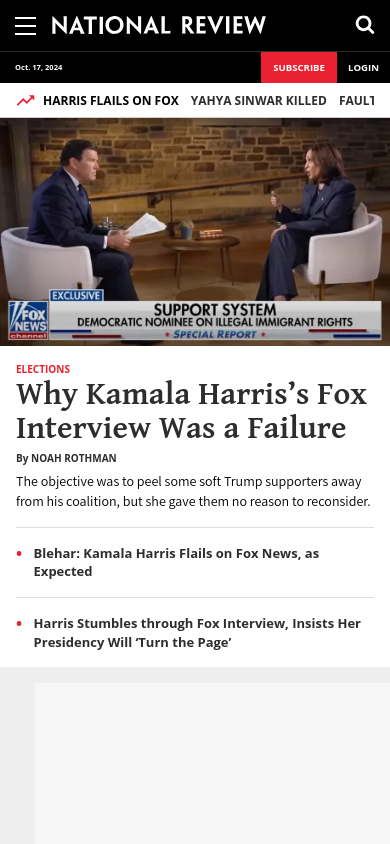 NATIONAL REVIEW
Oct. 17, 2024
SUBSCRIBE
LOGIN
HARRIS FLAILS ON FOX YAHYA SINWAR KILLED FAULT
EXCLUSIVE
FOX
NEWS
channel
SUPPORT SYSTEM
DEMOCRATIC NOMINEE ON ILLEGAL IMMIGRANT RIGHTS
SPECIAL REPORT
ELECTIONS
Why Kamala Harris’s Fox
Interview Was a Failure
By NOAH ROTHMAN
The objective was to peel some soft Trump supporters away
from his coalition, but she gave them no reason to reconsider.
• Blehar: Kamala Harris Flails on Fox News, as
Expected
• Harris Stumbles through Fox Interview, Insists Her
Presidency Will ‘Turn the Page’